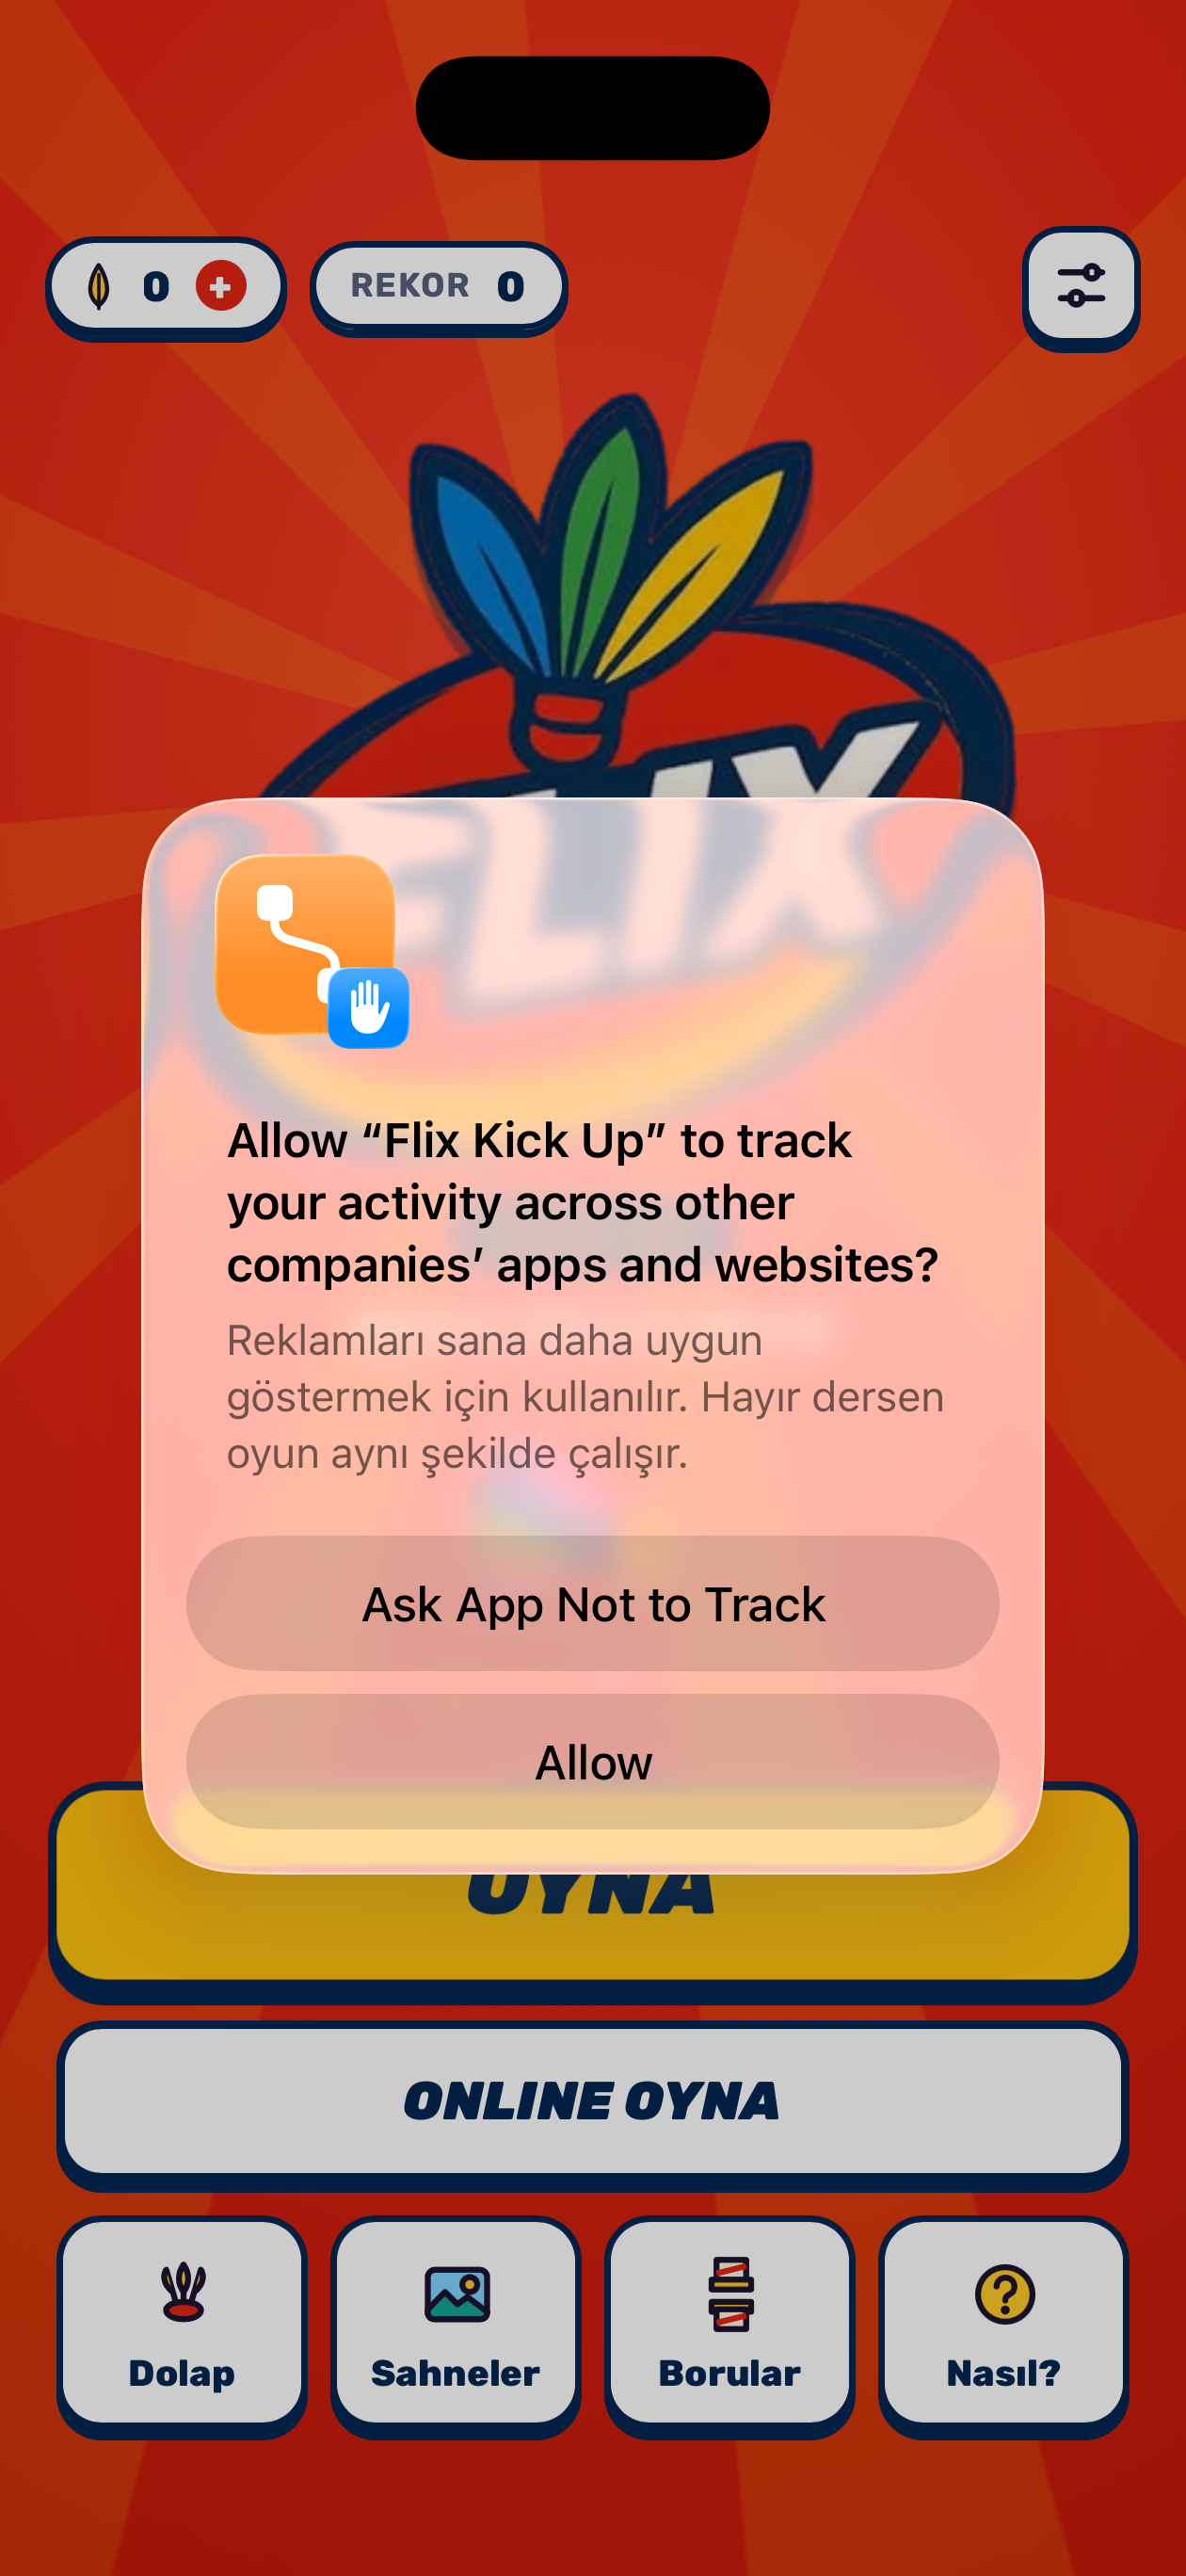 0
REKOR 0
FLIX
Allow “Flix Kick Up” to track
your activity across other
companies’ apps and websites?
Reklamları sana daha uygun
göstermek için kullanılır. Hayır dersen
oyun aynı şekilde çalışır.
Ask App Not to Track
Allow
OYNA
ONLINE OYNA
Dolap Sahneler Borular Nasıl?